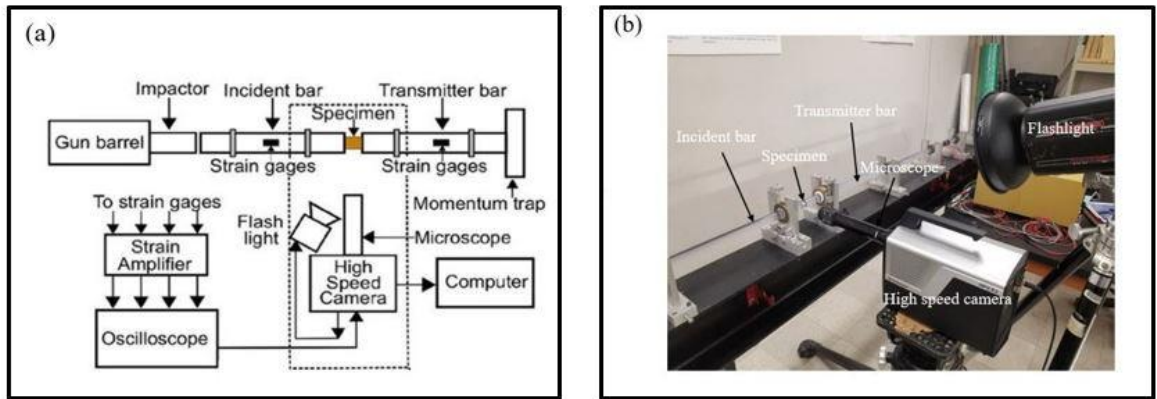 (a)
Impactor
Incident bar
Transmitter bar
Specimen
Gun barrel
Strain gages
Strain gages
Momentum trap
To strain gages
Flash
light
Microscope
Strain
Amplifier
High
Speed
Camera
Computer
Oscilloscope
(b)
Transmitter bar
Flashlight
Incident bar
Specimen
Microscope
High speed camera